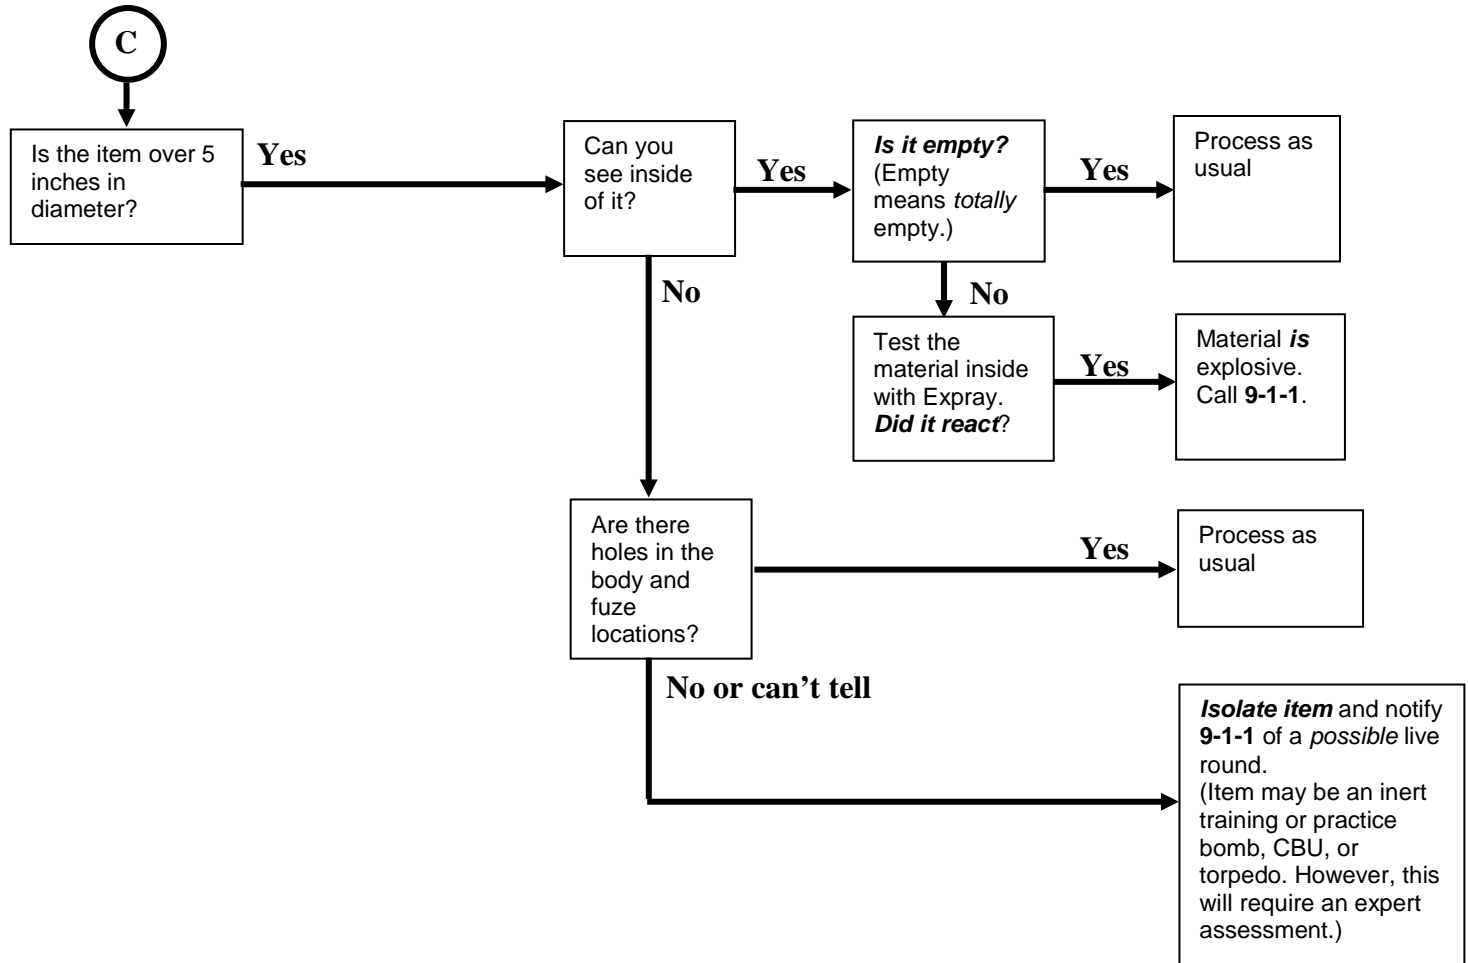 C
Is the item over 5
inches in
diameter?
Yes
Can you
see inside
of it?
Yes
Is it empty?
(Empty
means totally
empty.)
Yes
Process as
usual
No
No
Test the
material inside
with Expray.
Did it react?
Yes
Material is
explosive.
Call 9-1-1.
Are there
holes in the
body and
fuze
locations?
Yes
Process as
usual
No or can't tell
Isolate item and notify
9-1-1 of a possible live
round.
(Item may be an inert
training or practice
bomb, CBU, or
torpedo. However, this
will require an expert
assessment.)